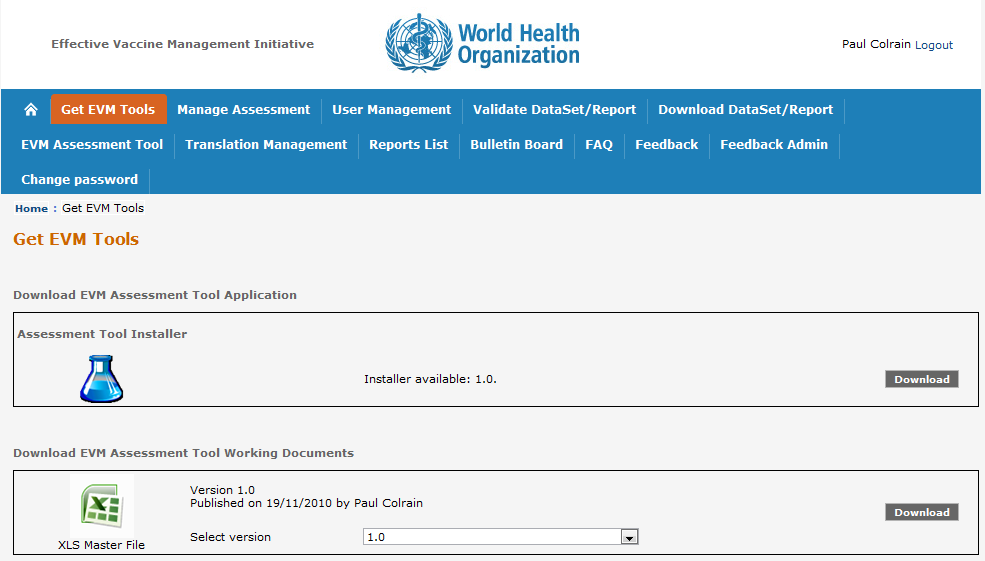 Effective Vaccine Management Initiative
World Health
Organization
Paul Colrain Logout
Get EVM Tools Manage Assessment User Management Validate DataSet/Report Download DataSet/Report
EVM Assessment Tool Translation Management Reports List Bulletin Board FAQ Feedback Feedback Admin
Change password
Home : Get EVM Tools
Get EVM Tools
Download EVM Assessment Tool Application
Assessment Tool Installer
Installer available: 1.0.
Download
Download EVM Assessment Tool Working Documents
Version 1.0
Published on 19/11/2010 by Paul Colrain
Download
Select version 1.0
XLS Master File